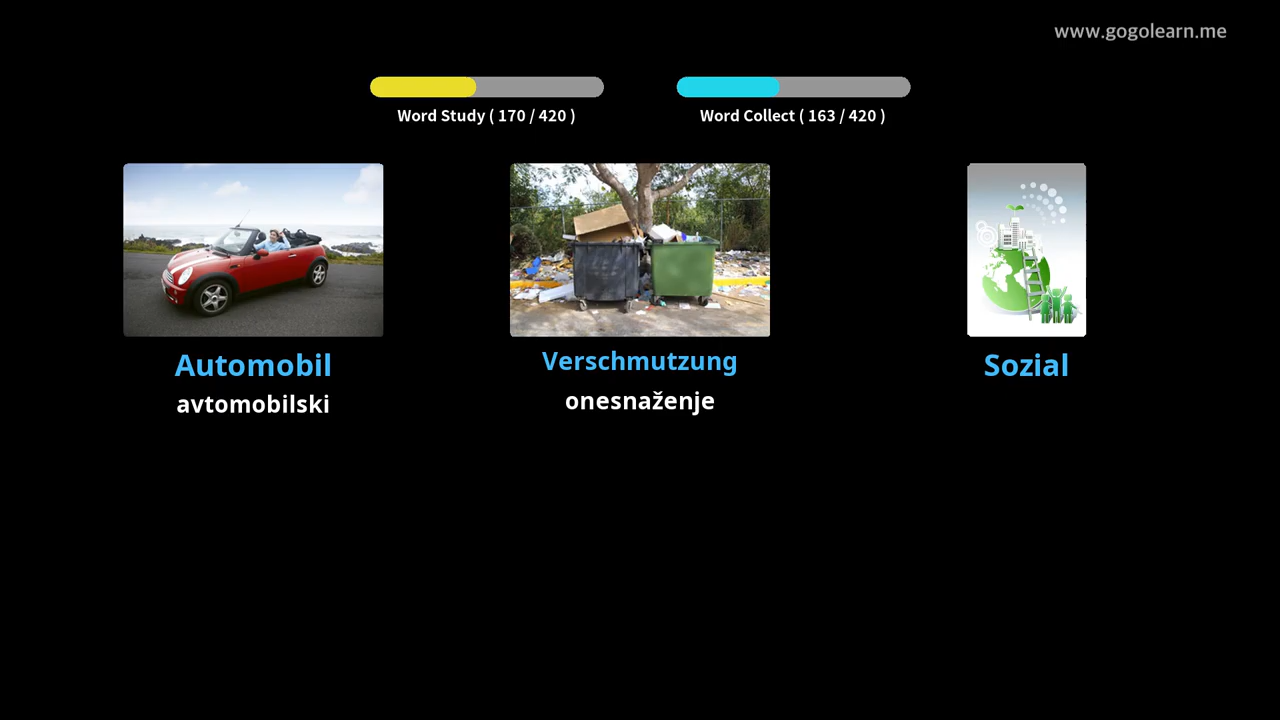 www.gogolearn.me
Word Study ( 170 / 420 )
Word Collect ( 163 / 420 )
Automobil
avtomobilski
Verschmutzung
onesnaženje
Sozial